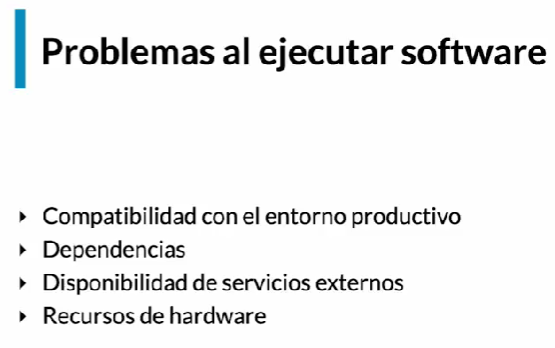 Problemas al ejecutar software
Compatibilidad con el entorno productivo
Dependencias
Disponibilidad de servicios externos
Recursos de hardware